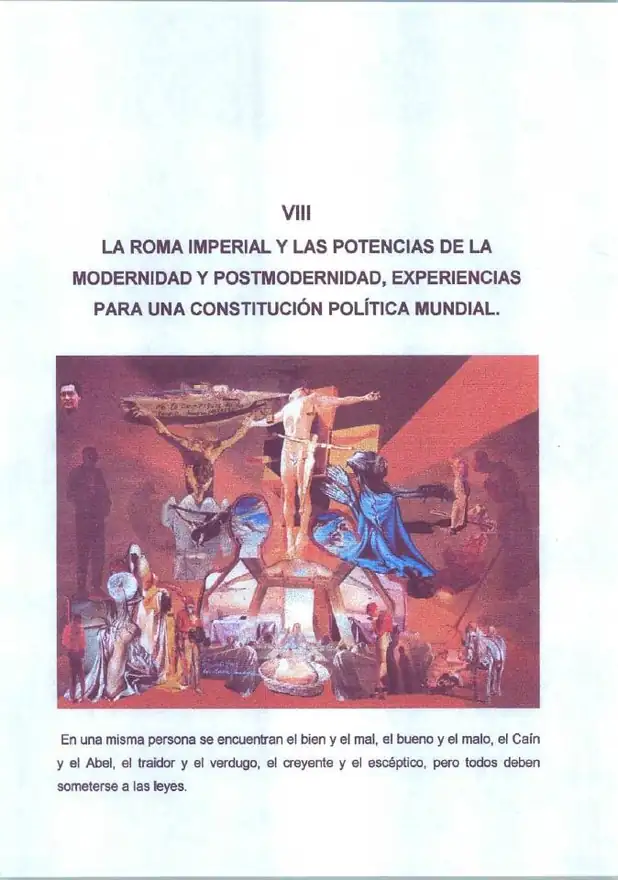 VIII
LA ROMA IMPERIAL Y LAS POTENCIAS DE LA
MODERNIDAD Y POSTMODERNIDAD, EXPERIENCIAS
PARA UNA CONSTITUCIÓN POLÍTICA MUNDIAL.
En una misma persona se encuentran el bien y el mal, el bueno y el malo, el Caín
y el Abel, el traidor y el verdugo, el creyente y el escéptico, pero todos deben
someterse a las leyes.